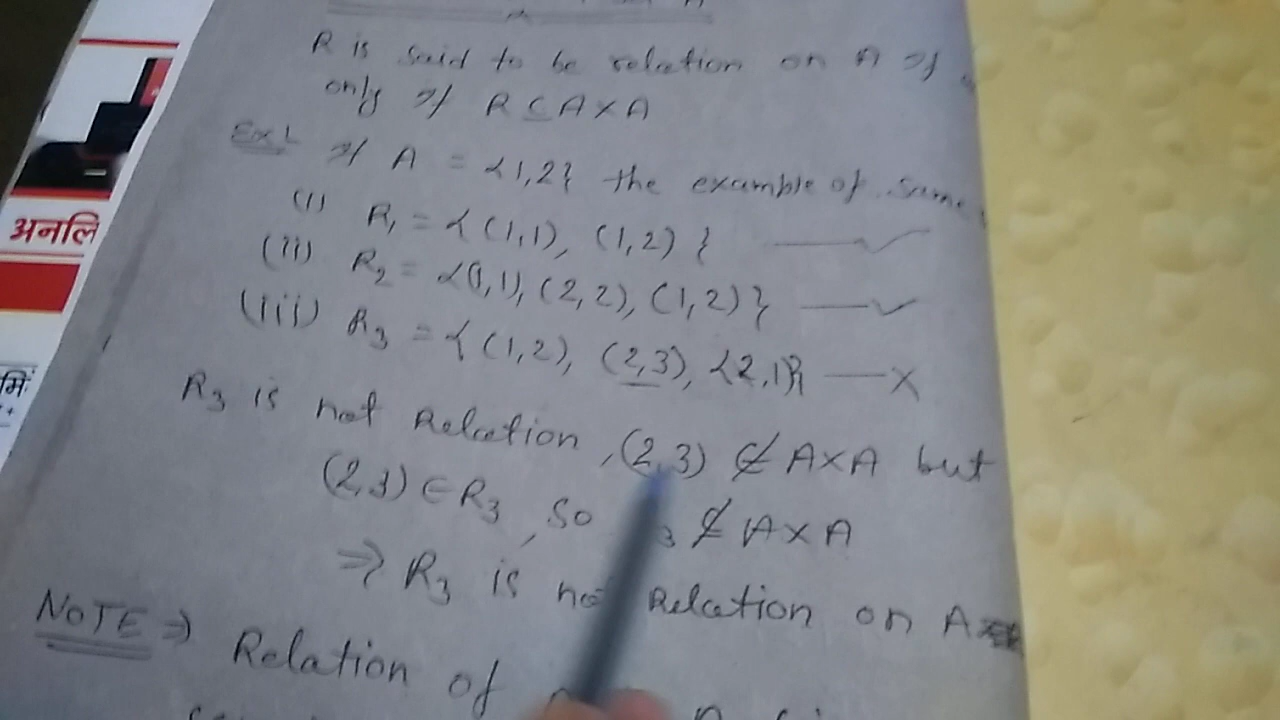 R is said to be relation on A if
only if R ⊆ A×A
Ex 1 If A = {1,2} the examble of some
(i) R₁ = {(1,1), (1,2)} —✓
(ii) R₂ = {(1,1), (2,2), (1,2)} —✓
(iii) R₃ = {(1,2), (2,3), {2,1)} —×
R₃ is not Relation, (2,3) ∉ A×A but
(2,3) ∈ R₃, so ₃ ⊄ A×A
⇒ R₃ is not Relation on A
NOTE ⇒ Relation of
अनलि
मि